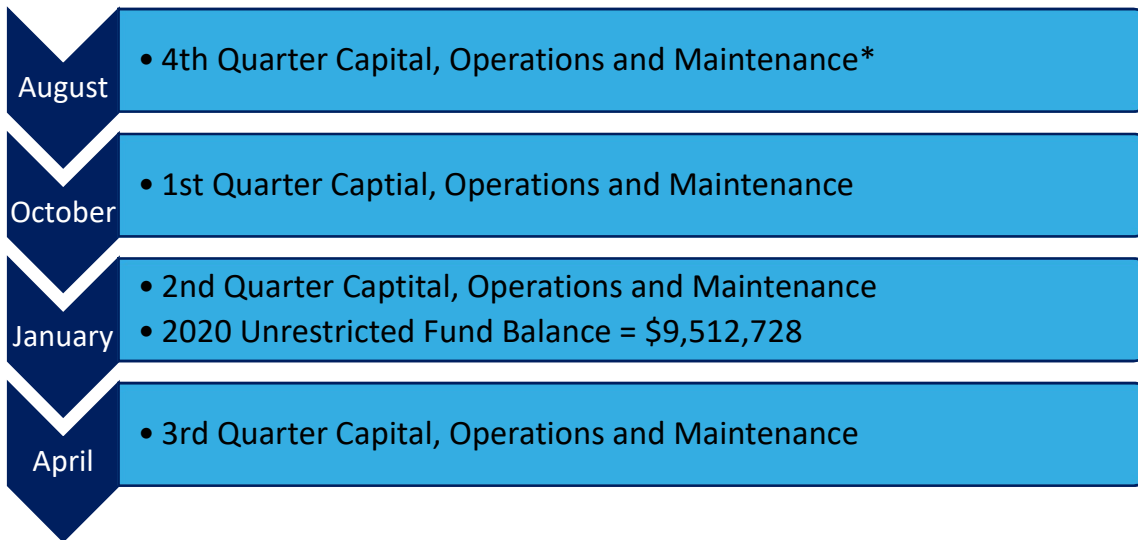 August
• 4th Quarter Capital, Operations and Maintenance*
October
• 1st Quarter Captial, Operations and Maintenance
January
• 2nd Quarter Captital, Operations and Maintenance
• 2020 Unrestricted Fund Balance = $9,512,728
April
• 3rd Quarter Capital, Operations and Maintenance